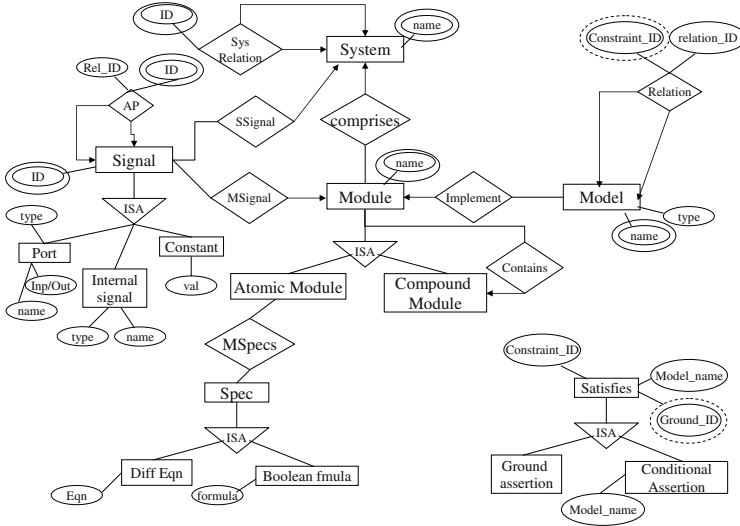 ID
Sys
Relation
System
name
Constraint_ID
relation_ID
Rel_ID
ID
AP
Relation
SSignal
comprises
Signal
ID
MSignal
name
Module
Implement
Model
type
name
ISA
type
Port
Inp/Out
name
Internal
signal
type
name
Constant
val
ISA
Contains
Atomic Module
Compound
Module
MSpecs
Spec
ISA
Diff Eqn
Eqn
Boolean fmula
formula
Constraint_ID
Model_name
Satisfies
Ground_ID
ISA
Ground
assertion
Conditional
Assertion
Model_name